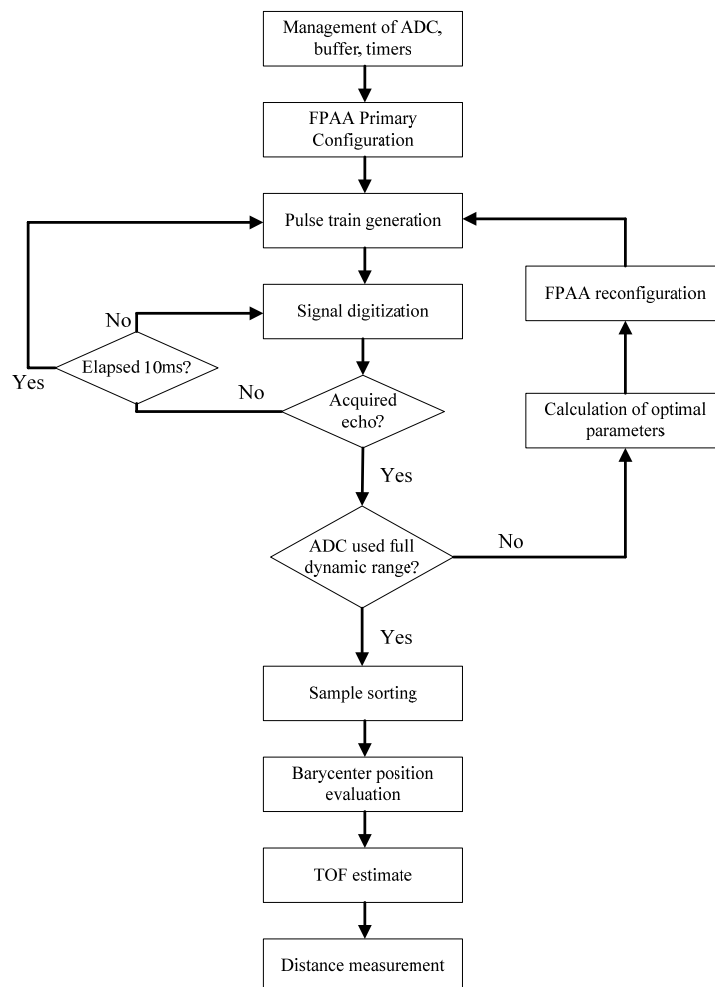 Management of ADC,
buffer, timers
FPAA Primary
Configuration
Pulse train generation
Signal digitization
FPAA reconfiguration
No
Elapsed 10ms?
Yes
No
Acquired
echo?
Calculation of optimal
parameters
Yes
ADC used full
dynamic range?
No
Yes
Sample sorting
Barycenter position
evaluation
TOF estimate
Distance measurement